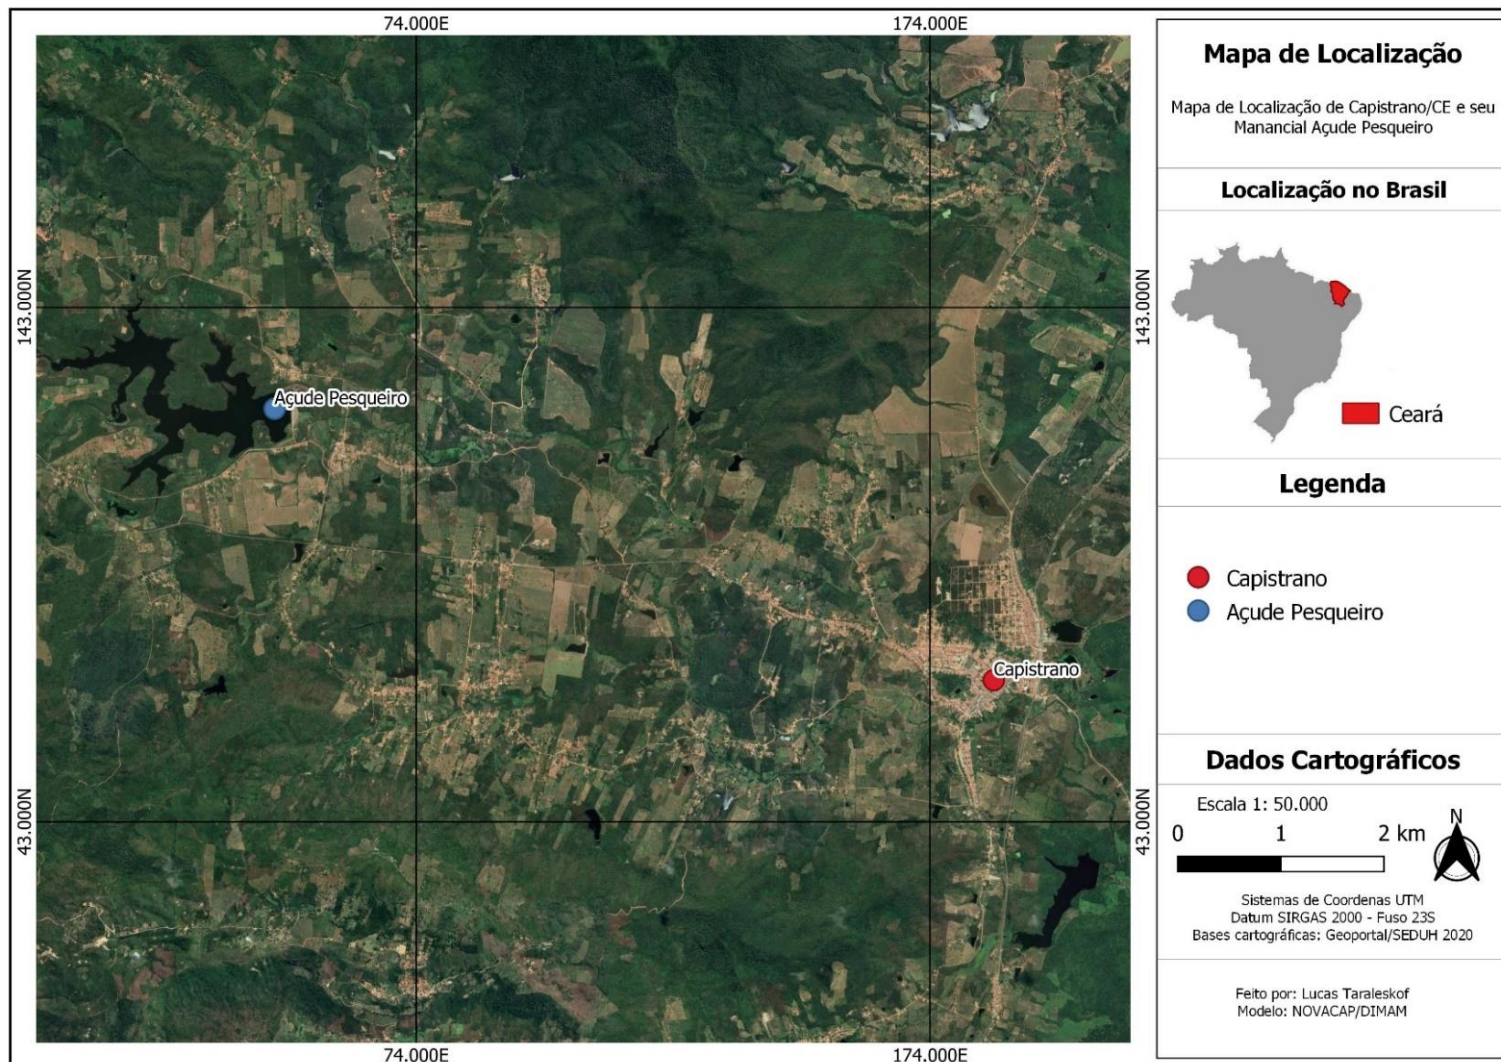 74.000E
174.000E
143.000N
143.000N
Açude Pesqueiro
Capistrano
43.000N
43.000N
74.000E
174.000E
Mapa de Localização
Mapa de Localização de Capistrano/CE e seu
Manancial Açude Pesqueiro
Localização no Brasil
Ceará
Legenda
Capistrano
Açude Pesqueiro
Dados Cartográficos
Escala 1: 50.000
0 1 2 km
N
Sistemas de Coordenas UTM
Datum SIRGAS 2000 - Fuso 23S
Bases cartográficas: Geoportal/SEDUH 2020
Feito por: Lucas Taraleskof
Modelo: NOVACAP/DIMAM